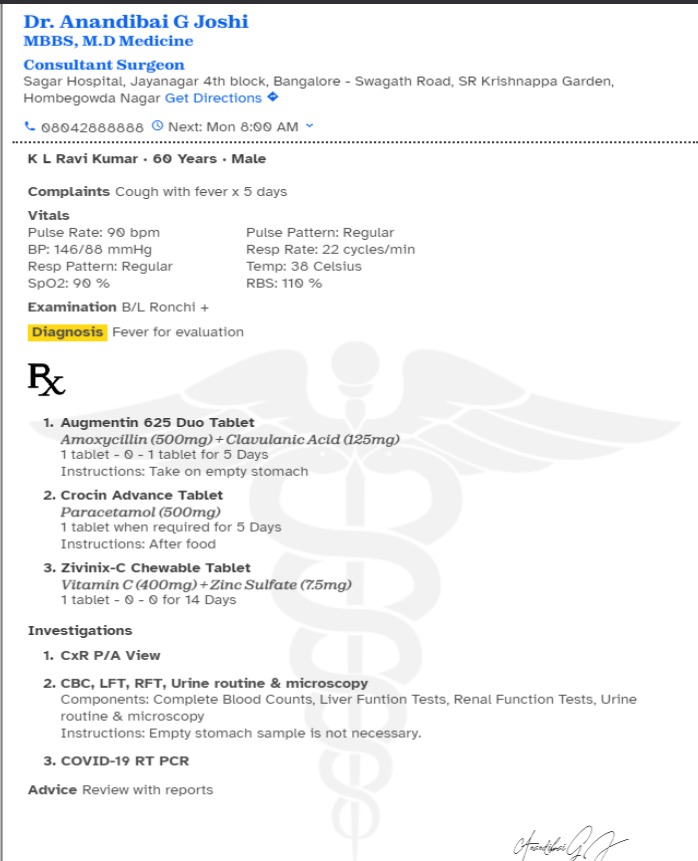 Dr. Anandibai G Joshi
MBBS, M.D Medicine
Consultant Surgeon
Sagar Hospital, Jayanagar 4th block, Bangalore - Swagath Road, SR Krishnappa Garden,
Hombegowda Nagar Get Directions
08042888888 Next: Mon 8:00 AM
K L Ravi Kumar · 60 Years · Male
Complaints Cough with fever x 5 days
Vitals
Pulse Rate: 90 bpm Pulse Pattern: Regular
BP: 146/88 mmHg Resp Rate: 22 cycles/min
Resp Pattern: Regular Temp: 38 Celsius
SpO2: 90 % RBS: 110 %
Examination B/L Ronchi +
Diagnosis Fever for evaluation
Rx
1. Augmentin 625 Duo Tablet
Amoxycillin (500mg) + Clavulanic Acid (125mg)
1 tablet - 0 - 1 tablet for 5 Days
Instructions: Take on empty stomach
2. Crocin Advance Tablet
Paracetamol (500mg)
1 tablet when required for 5 Days
Instructions: After food
3. Zivinix-C Chewable Tablet
Vitamin C (400mg) + Zinc Sulfate (7.5mg)
1 tablet - 0 - 0 for 14 Days
Investigations
1. CxR P/A View
2. CBC, LFT, RFT, Urine routine & microscopy
Components: Complete Blood Counts, Liver Funtion Tests, Renal Function Tests, Urine
routine & microscopy
Instructions: Empty stomach sample is not necessary.
3. COVID-19 RT PCR
Advice Review with reports
Anandibai G J